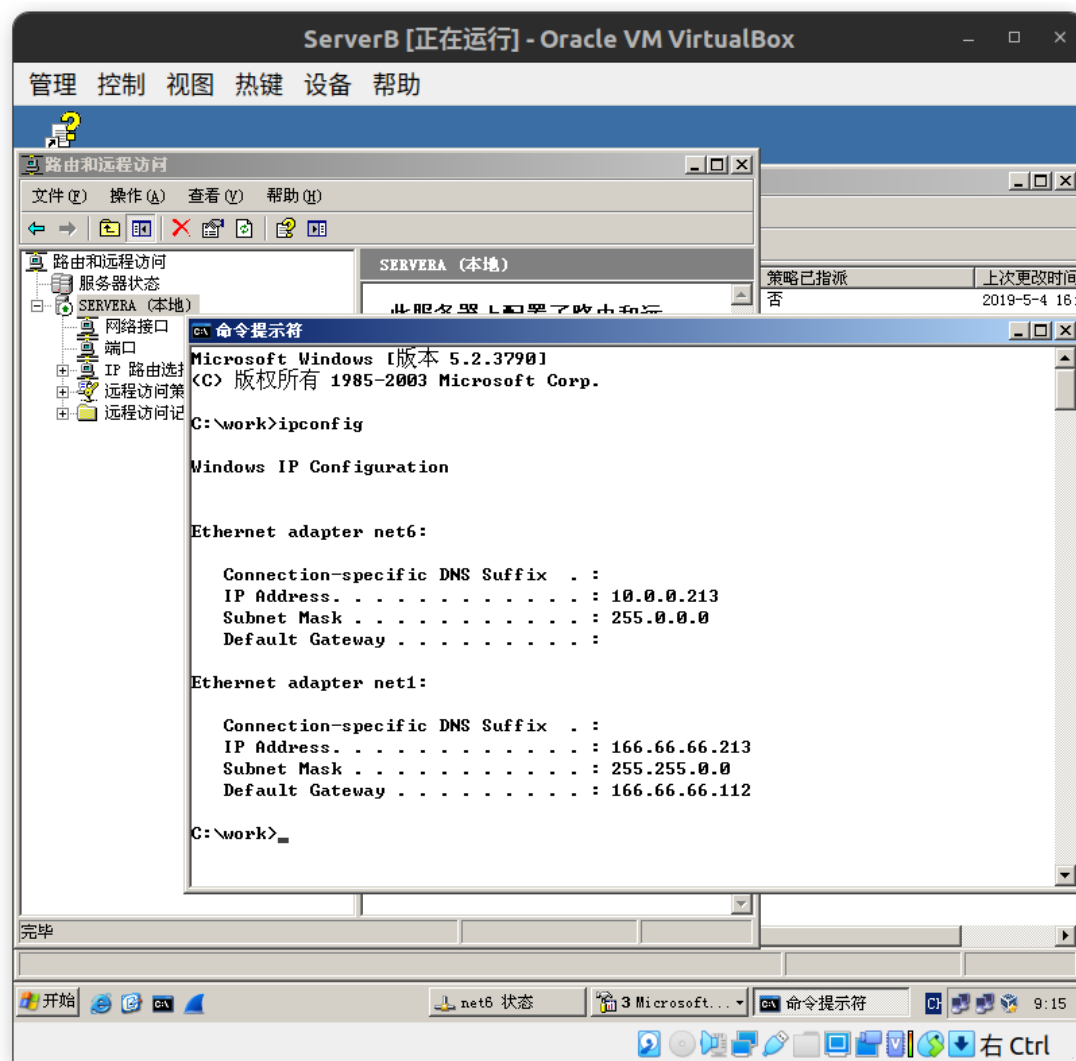 ServerB [正在运行] - Oracle VM VirtualBox
管理 控制 视图 热键 设备 帮助
路由和远程访问
文件(F) 操作(A) 查看(V) 帮助(H)
路由和远程访问
服务器状态
SERVERA (本地)
网络接口
端口
IP 路由选
远程访问策
远程访问记
SERVERA (本地)
此服务器上配置了路由和远
策略已指派 上次更改时间
否 2019-5-4 16:
命令提示符
Microsoft Windows [版本 5.2.3790]
(C) 版权所有 1985-2003 Microsoft Corp.
C:\work>ipconfig
Windows IP Configuration
Ethernet adapter net6:
Connection-specific DNS Suffix . :
IP Address. . . . . . . . . . . . : 10.0.0.213
Subnet Mask . . . . . . . . . . . : 255.0.0.0
Default Gateway . . . . . . . . . :
Ethernet adapter net1:
Connection-specific DNS Suffix . :
IP Address. . . . . . . . . . . . : 166.66.66.213
Subnet Mask . . . . . . . . . . . : 255.255.0.0
Default Gateway . . . . . . . . . : 166.66.66.112
C:\work>_
完毕
开始 net6 状态 3 Microsoft... 命令提示符 CH 9:15
右 Ctrl